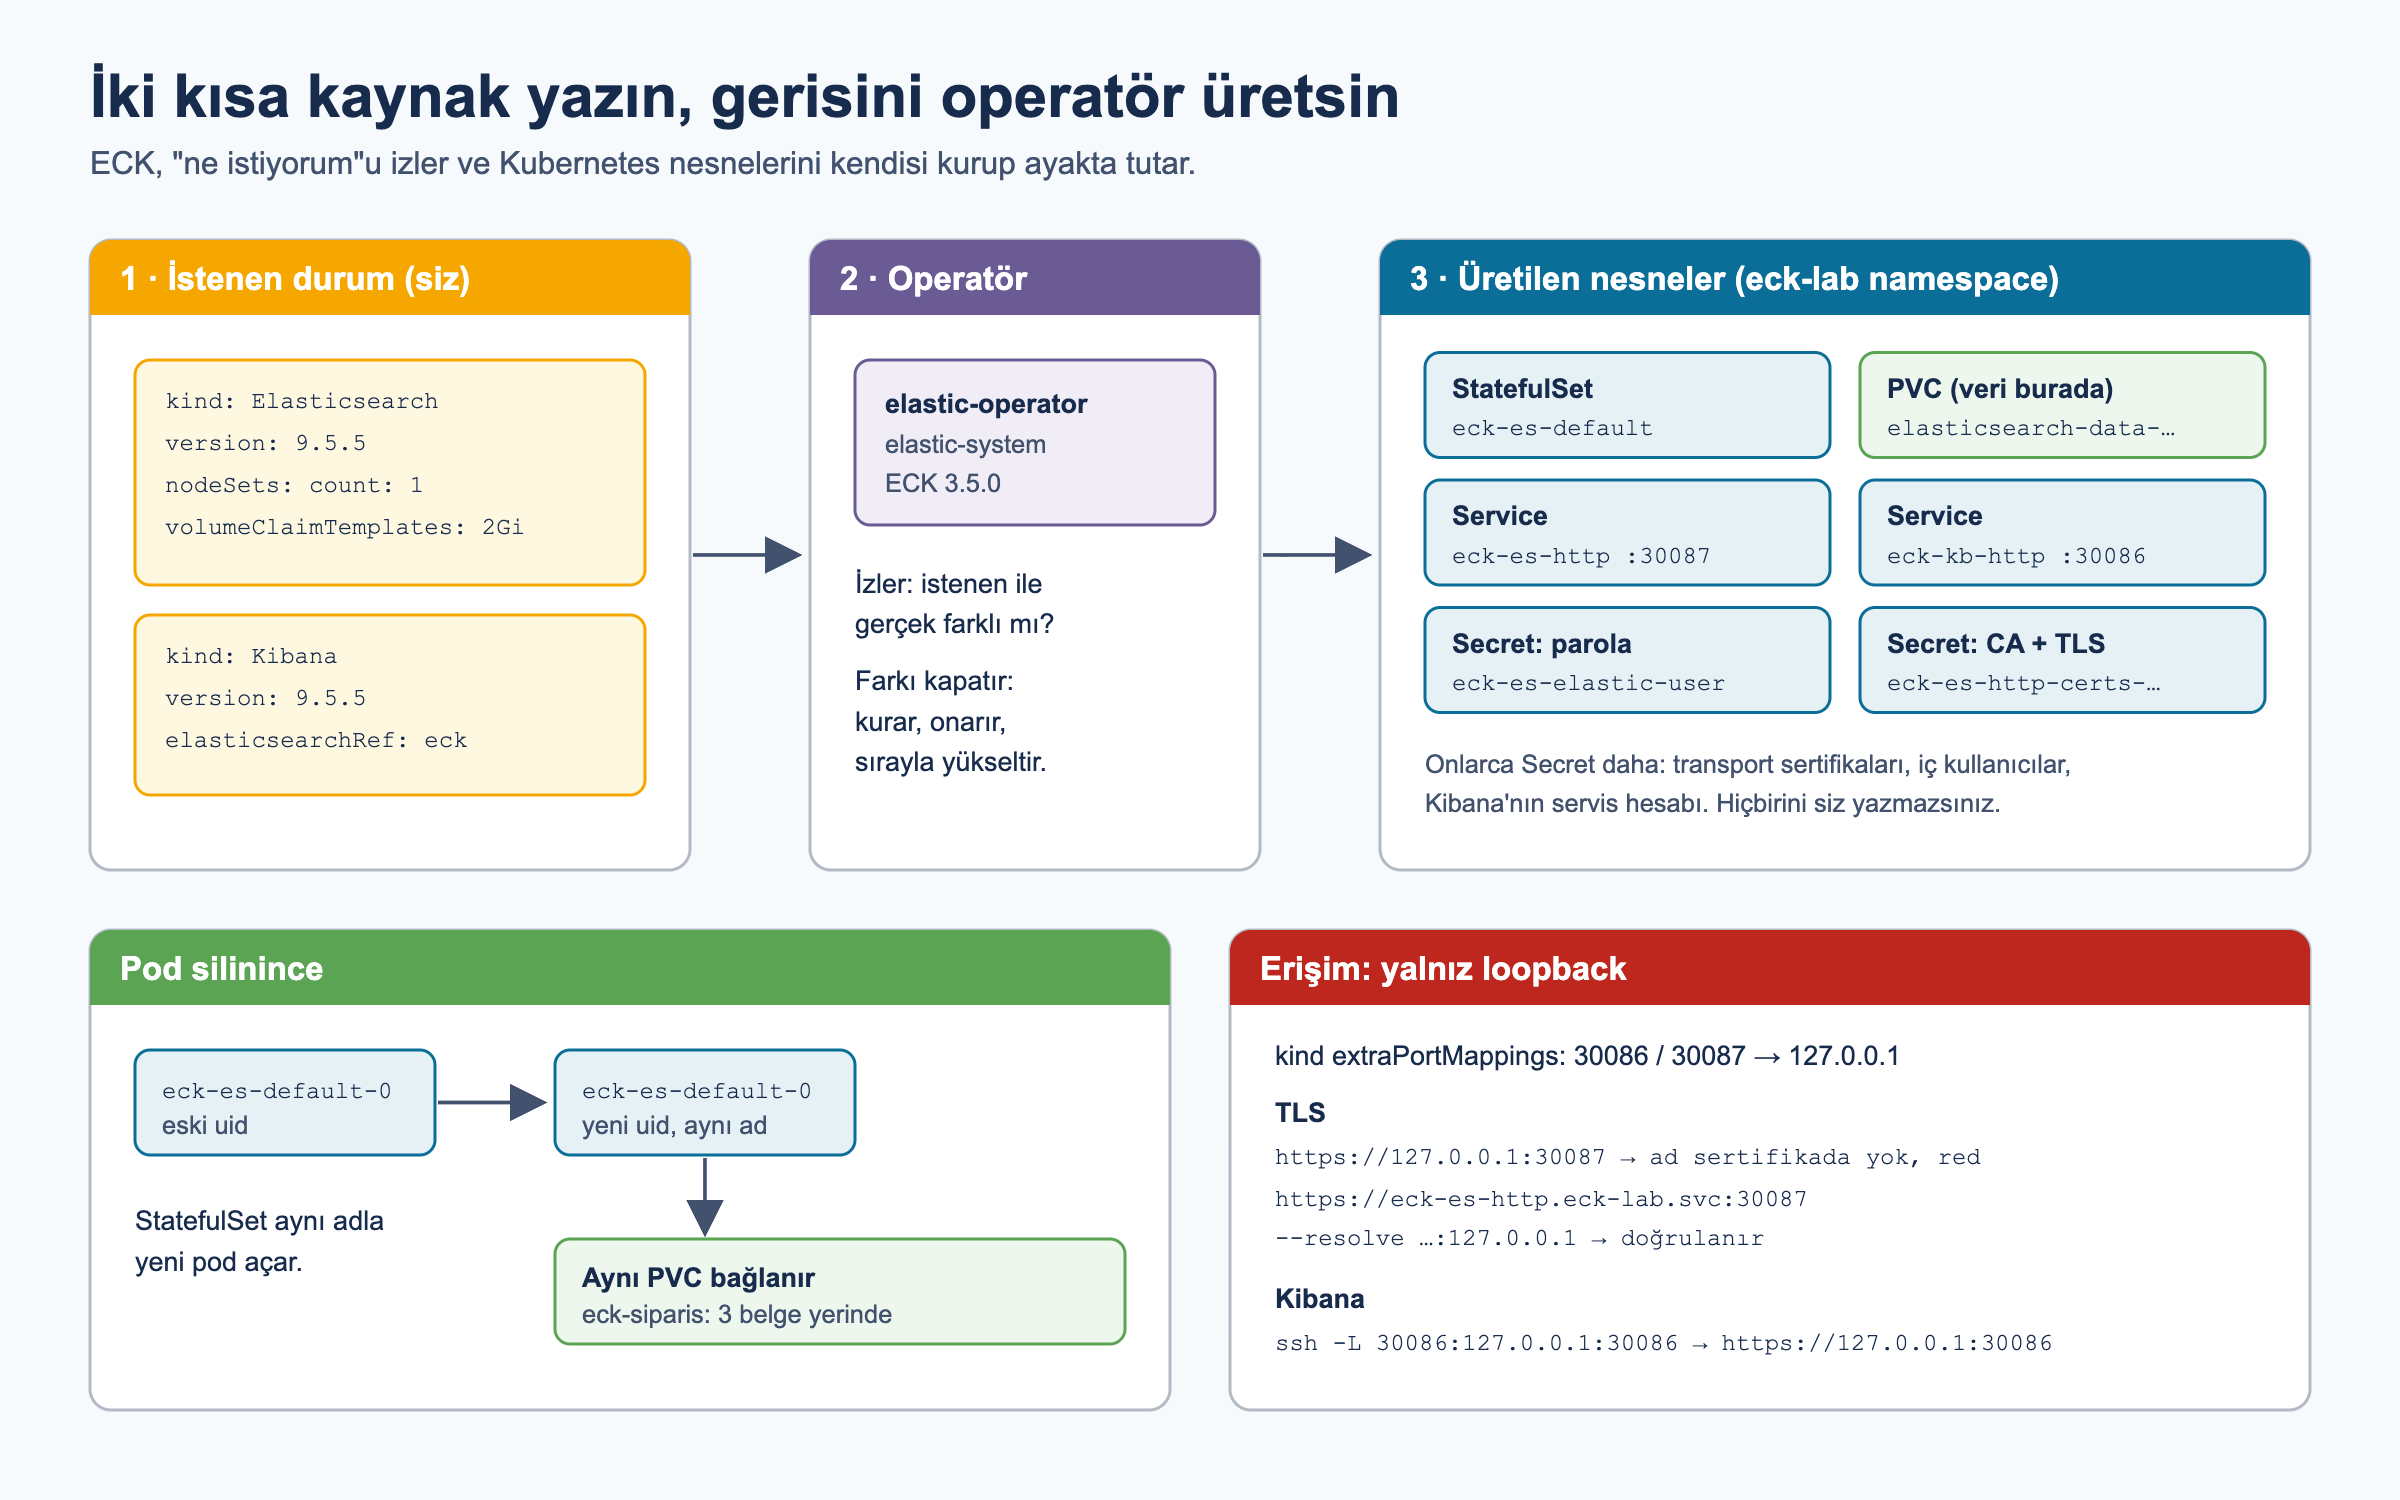 İki kısa kaynak yazın, gerisini operatör üretsin
ECK, "ne istiyorum"u izler ve Kubernetes nesnelerini kendisi kurup ayakta tutar.
1 · İstenen durum (siz)
kind: Elasticsearch
version: 9.5.5
nodeSets: count: 1
volumeClaimTemplates: 2Gi
kind: Kibana
version: 9.5.5
elasticsearchRef: eck
2 · Operatör
elastic-operator
elastic-system
ECK 3.5.0
İzler: istenen ile
gerçek farklı mı?
Farkı kapatır:
kurar, onarır,
sırayla yükseltir.
3 · Üretilen nesneler (eck-lab namespace)
StatefulSet
eck-es-default
PVC (veri burada)
elasticsearch-data-…
Service
eck-es-http :30087
Service
eck-kb-http :30086
Secret: parola
eck-es-elastic-user
Secret: CA + TLS
eck-es-http-certs-…
Onlarca Secret daha: transport sertifikaları, iç kullanıcılar,
Kibana'nın servis hesabı. Hiçbirini siz yazmazsınız.
Pod silinince
eck-es-default-0
eski uid
eck-es-default-0
yeni uid, aynı ad
StatefulSet aynı adla
yeni pod açar.
Aynı PVC bağlanır
eck-siparis: 3 belge yerinde
Erişim: yalnız loopback
kind extraPortMappings: 30086 / 30087 → 127.0.0.1
TLS
https://127.0.0.1:30087 → ad sertifikada yok, red
https://eck-es-http.eck-lab.svc:30087
--resolve …:127.0.0.1 → doğrulanır
Kibana
ssh -L 30086:127.0.0.1:30086 → https://127.0.0.1:30086